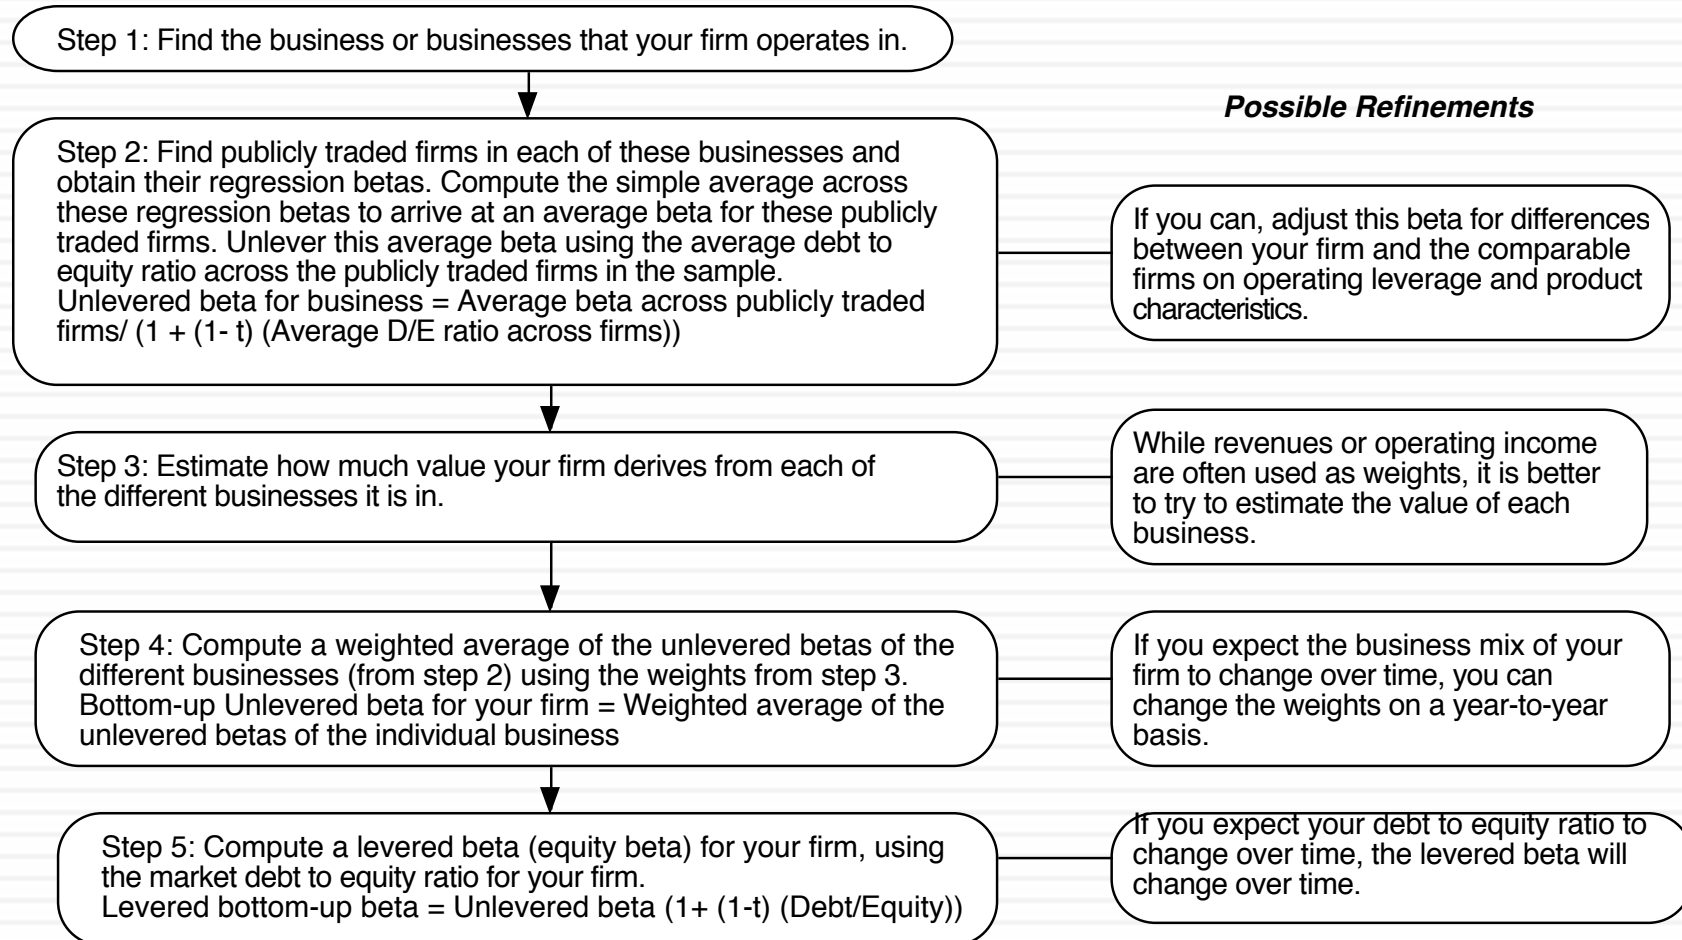 Step 1: Find the business or businesses that your firm operates in.
Possible Refinements
Step 2: Find publicly traded firms in each of these businesses and
obtain their regression betas. Compute the simple average across
these regression betas to arrive at an average beta for these publicly
traded firms. Unlever this average beta using the average debt to
equity ratio across the publicly traded firms in the sample.
Unlevered beta for business = Average beta across publicly traded
firms/ (1 + (1- t) (Average D/E ratio across firms))
If you can, adjust this beta for differences
between your firm and the comparable
firms on operating leverage and product
characteristics.
Step 3: Estimate how much value your firm derives from each of
the different businesses it is in.
While revenues or operating income
are often used as weights, it is better
to try to estimate the value of each
business.
Step 4: Compute a weighted average of the unlevered betas of the
different businesses (from step 2) using the weights from step 3.
Bottom-up Unlevered beta for your firm = Weighted average of the
unlevered betas of the individual business
If you expect the business mix of your
firm to change over time, you can
change the weights on a year-to-year
basis.
Step 5: Compute a levered beta (equity beta) for your firm, using
the market debt to equity ratio for your firm.
Levered bottom-up beta = Unlevered beta (1+ (1-t) (Debt/Equity))
If you expect your debt to equity ratio to
change over time, the levered beta will
change over time.